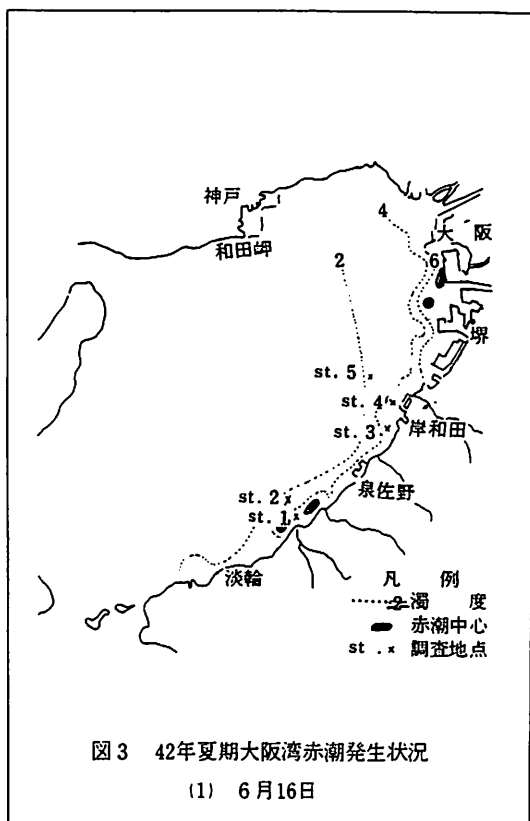 神戸
和田岬
4
大阪
2
6
堺
st. 5 ×
st. 4 ×
岸和田
st. 3 ×
泉佐野
st. 2 ×
st. 1 ×
淡輪
凡例
2 濁度
赤潮中心
st . × 調査地点
図3 42年夏期大阪湾赤潮発生状況
(1) 6月16日